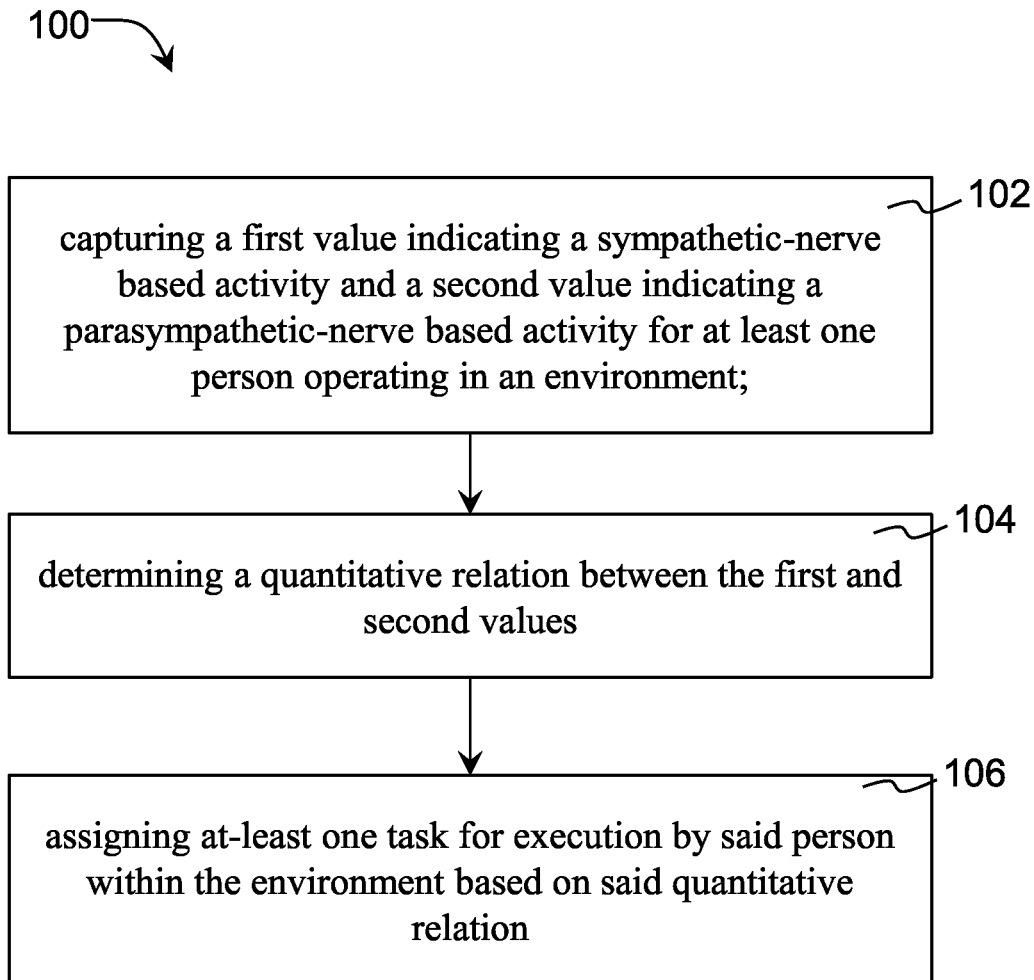 100
102
capturing a first value indicating a sympathetic-nerve
based activity and a second value indicating a
parasympathetic-nerve based activity for at least one
person operating in an environment;
104
determining a quantitative relation between the first and
second values
106
assigning at-least one task for execution by said person
within the environment based on said quantitative
relation